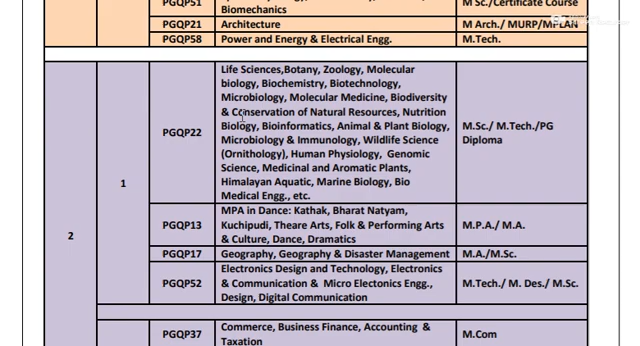 PGQP51
Biomechanics
M Sc./Certificate Course
PGQP21
Architecture
M Arch./ MURP/MPLAN
PGQP58
Power and Energy & Electrical Engg.
M.Tech.
2
1
PGQP22
Life Sciences,Botany, Zoology, Molecular
biology, Biochemistry, Biotechnology,
Microbiology, Molecular Medicine, Biodiversity
& Conservation of Natural Resources, Nutrition
Biology, Bioinformatics, Animal & Plant Biology,
Microbiology & Immunology, Wildlife Science
(Ornithology), Human Physiology, Genomic
Science, Medicinal and Aromatic Plants,
Himalayan Aquatic, Marine Biology, Bio
Medical Engg., etc.
M.Sc./ M.Tech./PG
Diploma
PGQP13
MPA in Dance: Kathak, Bharat Natyam,
Kuchipudi, Theare Arts, Folk & Performing Arts
& Culture, Dance, Dramatics
M.P.A./ M.A.
PGQP17
Geography, Geography & Disaster Management
M.A./M.Sc.
PGQP52
Electronics Design and Technology, Electronics
& Communication & Micro Electonics Engg.,
Design, Digital Communication
M.Tech./ M. Des./ M.Sc.
PGQP37
Commerce, Business Finance, Accounting &
Taxation
M.Com